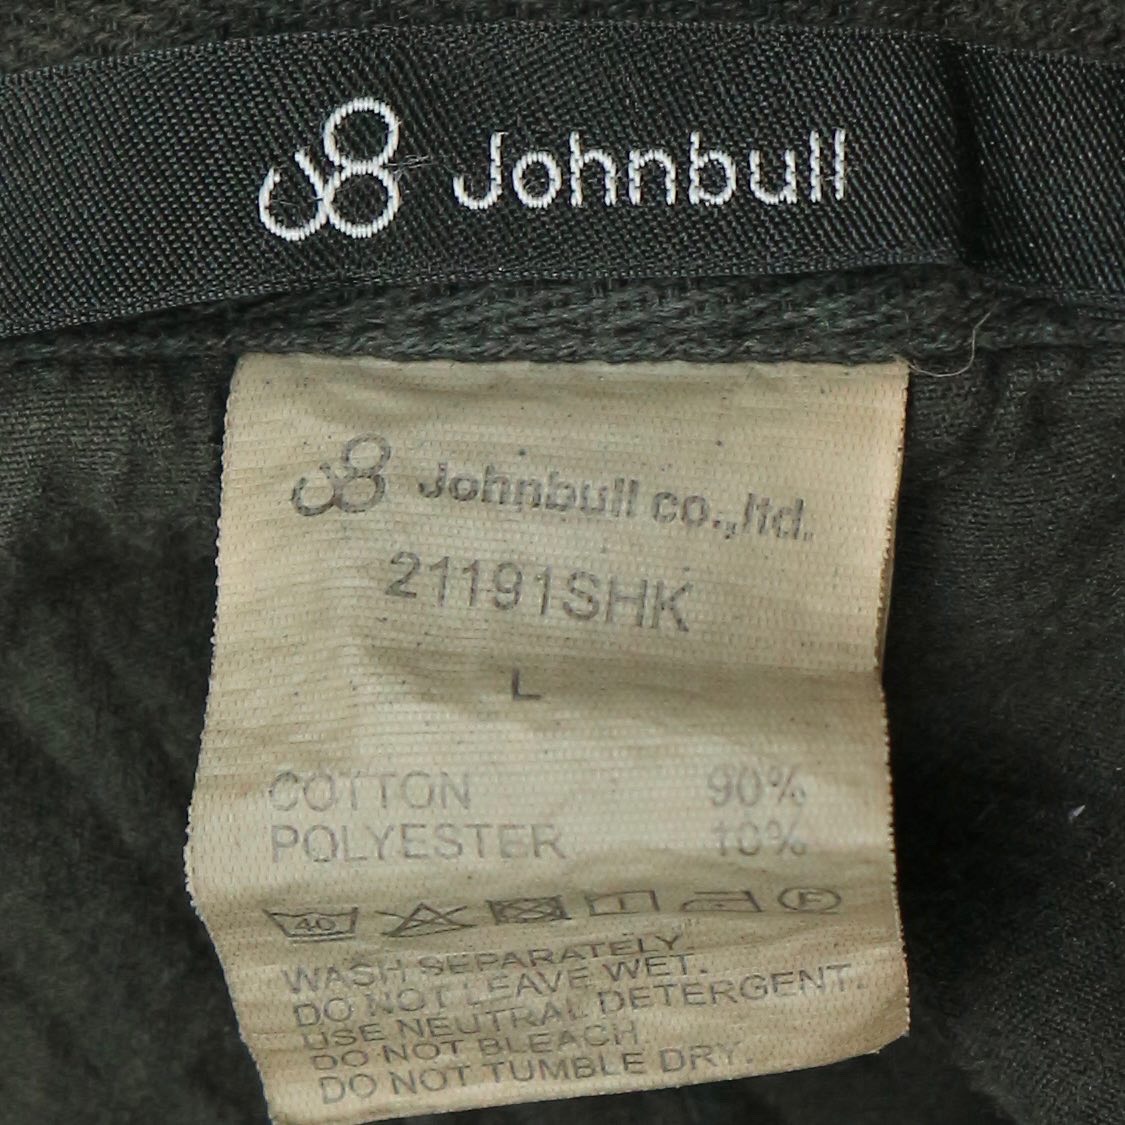 Johnbull
Johnbull co.,ltd.
21191SHK
L
COTTON 90%
POLYESTER 10%
40
F
WASH SEPARATELY.
DO NOT LEAVE WET.
USE NEUTRAL DETERGENT.
DO NOT BLEACH
DO NOT TUMBLE DRY.